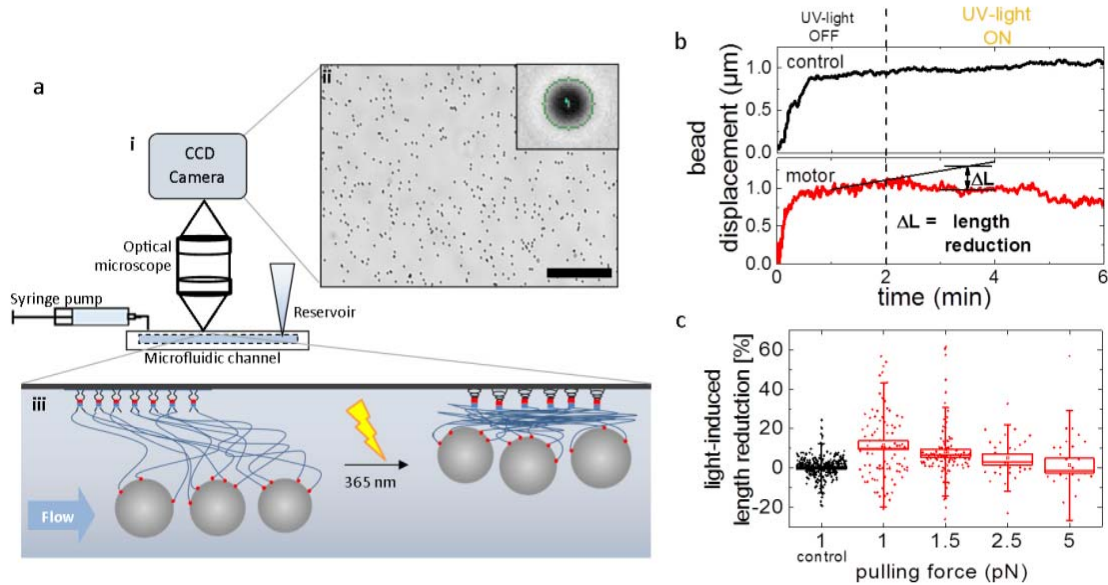 a
i
CCD
Camera
Optical
microscope
Syringe pump
Reservoir
Microfluidic channel
ii
iii
365 nm
Flow
b
UV-light
OFF
UV-light
ON
control
motor
ΔL
ΔL = length
reduction
bead
displacement (μm)
1.0
0.5
1.0
0.5
0.0
0 2 4 6
time (min)
c
light-induced
length redutction [%]
60
40
20
0
-20
1 1 1.5 2.5 5
control
pulling force (pN)